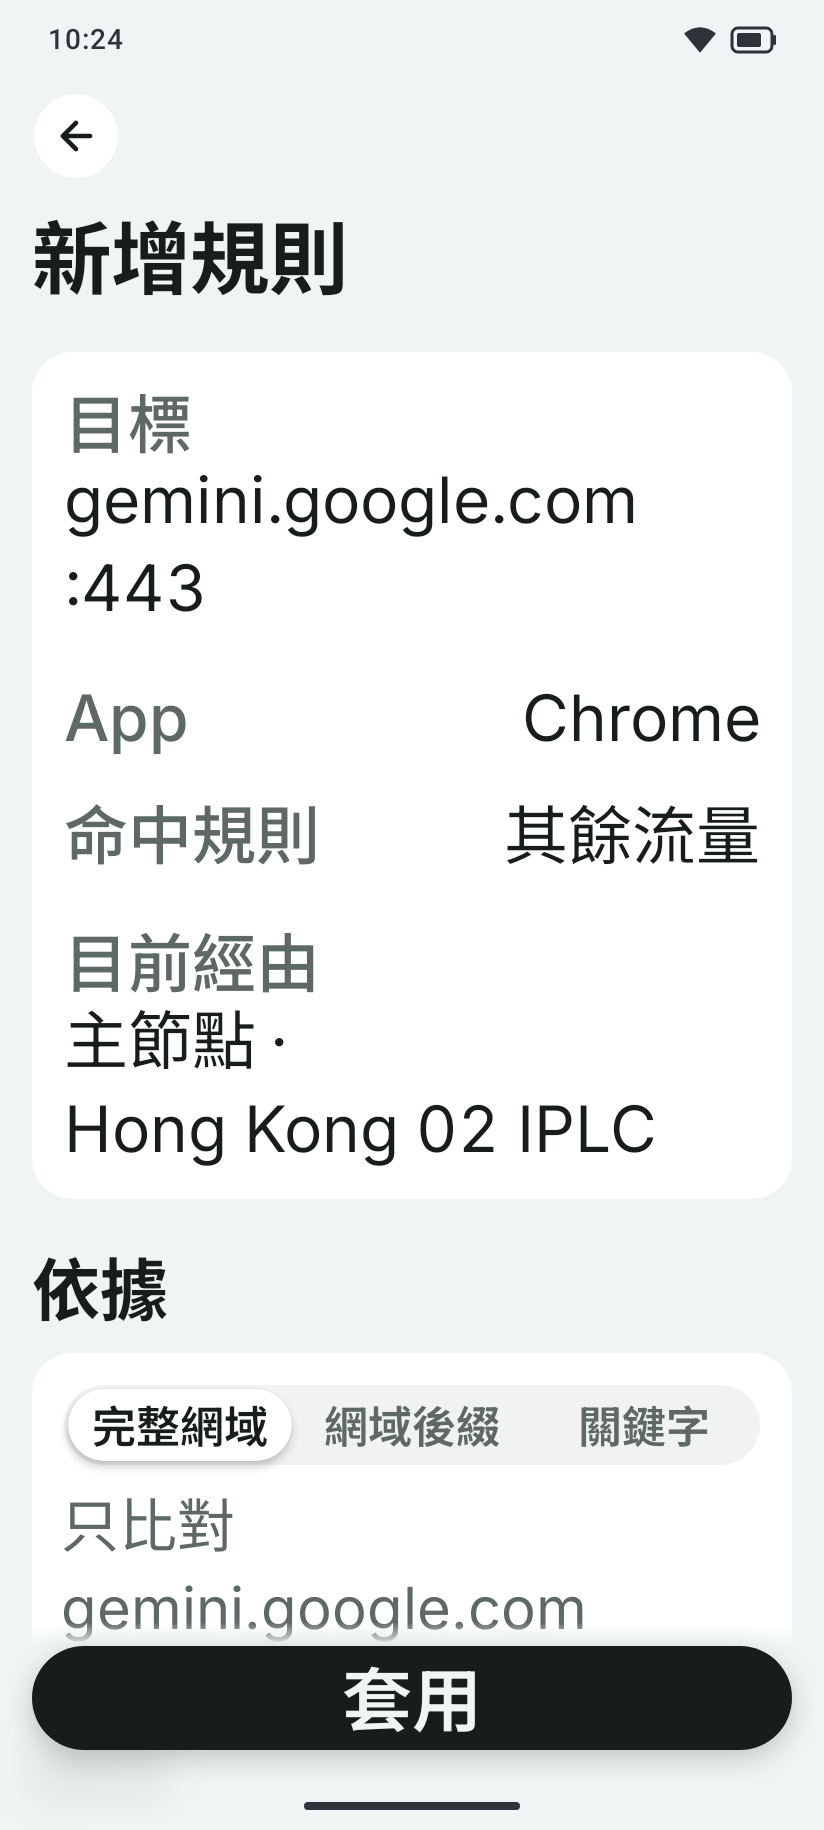 10:24
新增規則
目標
gemini.google.com
:443
App
Chrome
命中規則
其餘流量
目前經由
主節點 ·
Hong Kong 02 IPLC
依據
完整網域
網域後綴
關鍵字
只比對
gemini.google.com
套用